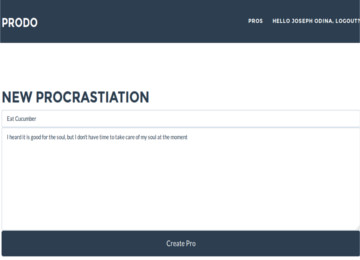 PRODO
PROS HELLO JOSEPH ODINA, LOGOUT?
NEW PROCRASTIATION
Eat Cucumber
I heard it is good for the soul, but I don't have time to take care of my soul at the moment
Create Pro